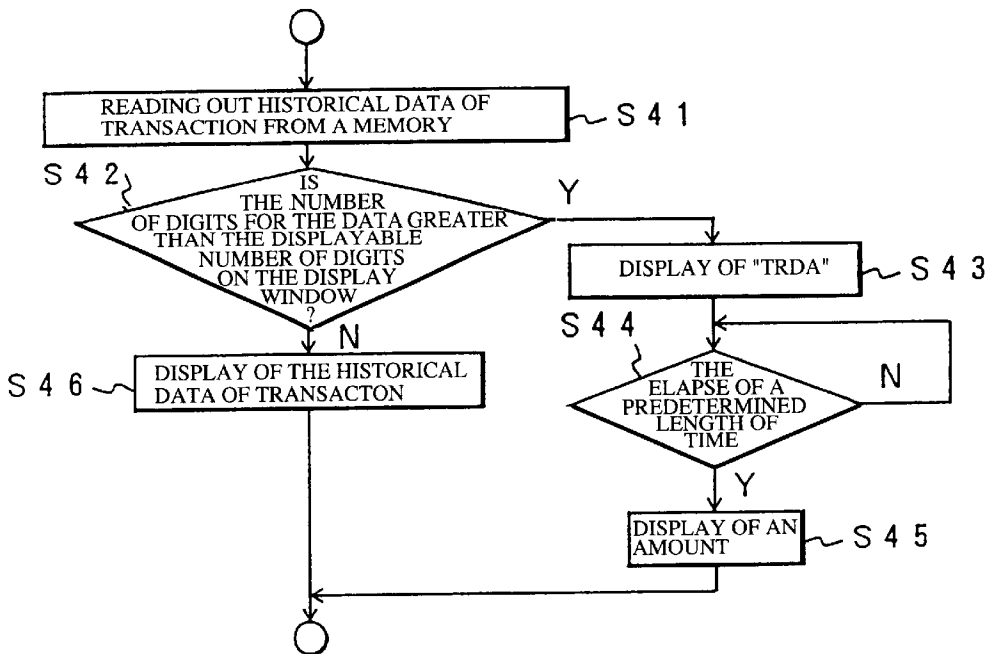 READING OUT HISTORICAL DATA OF
TRANSACTION FROM A MEMORY
S41
S42
IS
THE NUMBER
OF DIGITS FOR THE DATA GREATER
THAN THE DISPLAYABLE
NUMBER OF DIGITS
ON THE DISPLAY
WINDOW
?
Y
N
DISPLAY OF "TRDA"
S43
S44
THE
ELAPSE OF A
PREDETERMINED
LENGTH OF
TIME
N
Y
S46
DISPLAY OF THE HISTORICAL
DATA OF TRANSACTON
DISPLAY OF AN
AMOUNT
S45